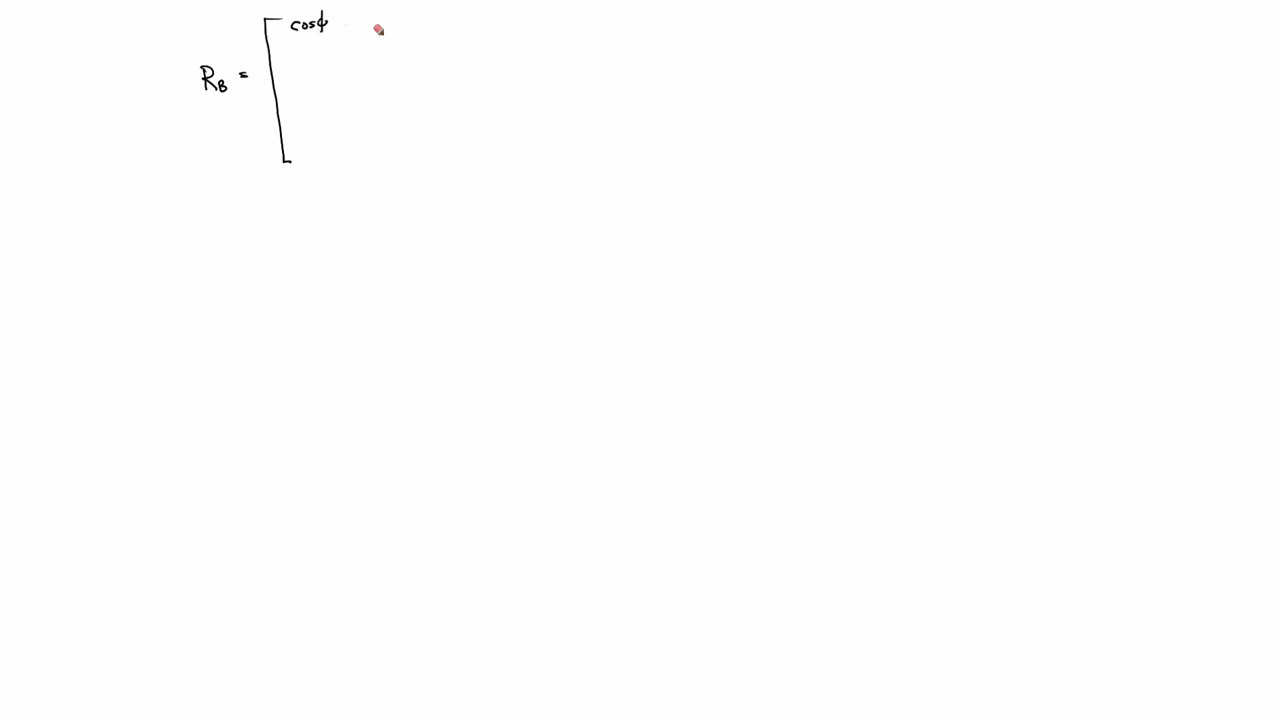 cosϕ
R_B =